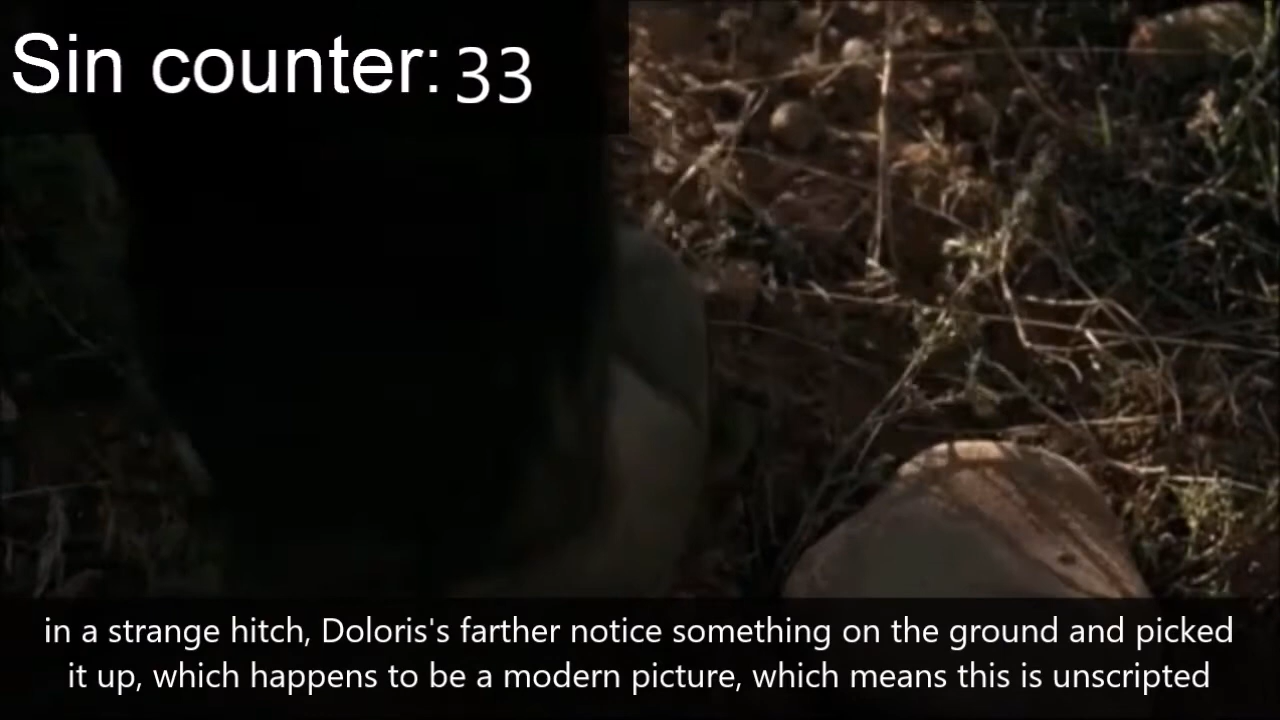 Sin counter: 33
in a strange hitch, Doloris's farther notice something on the ground and picked
it up, which happens to be a modern picture, which means this is unscripted